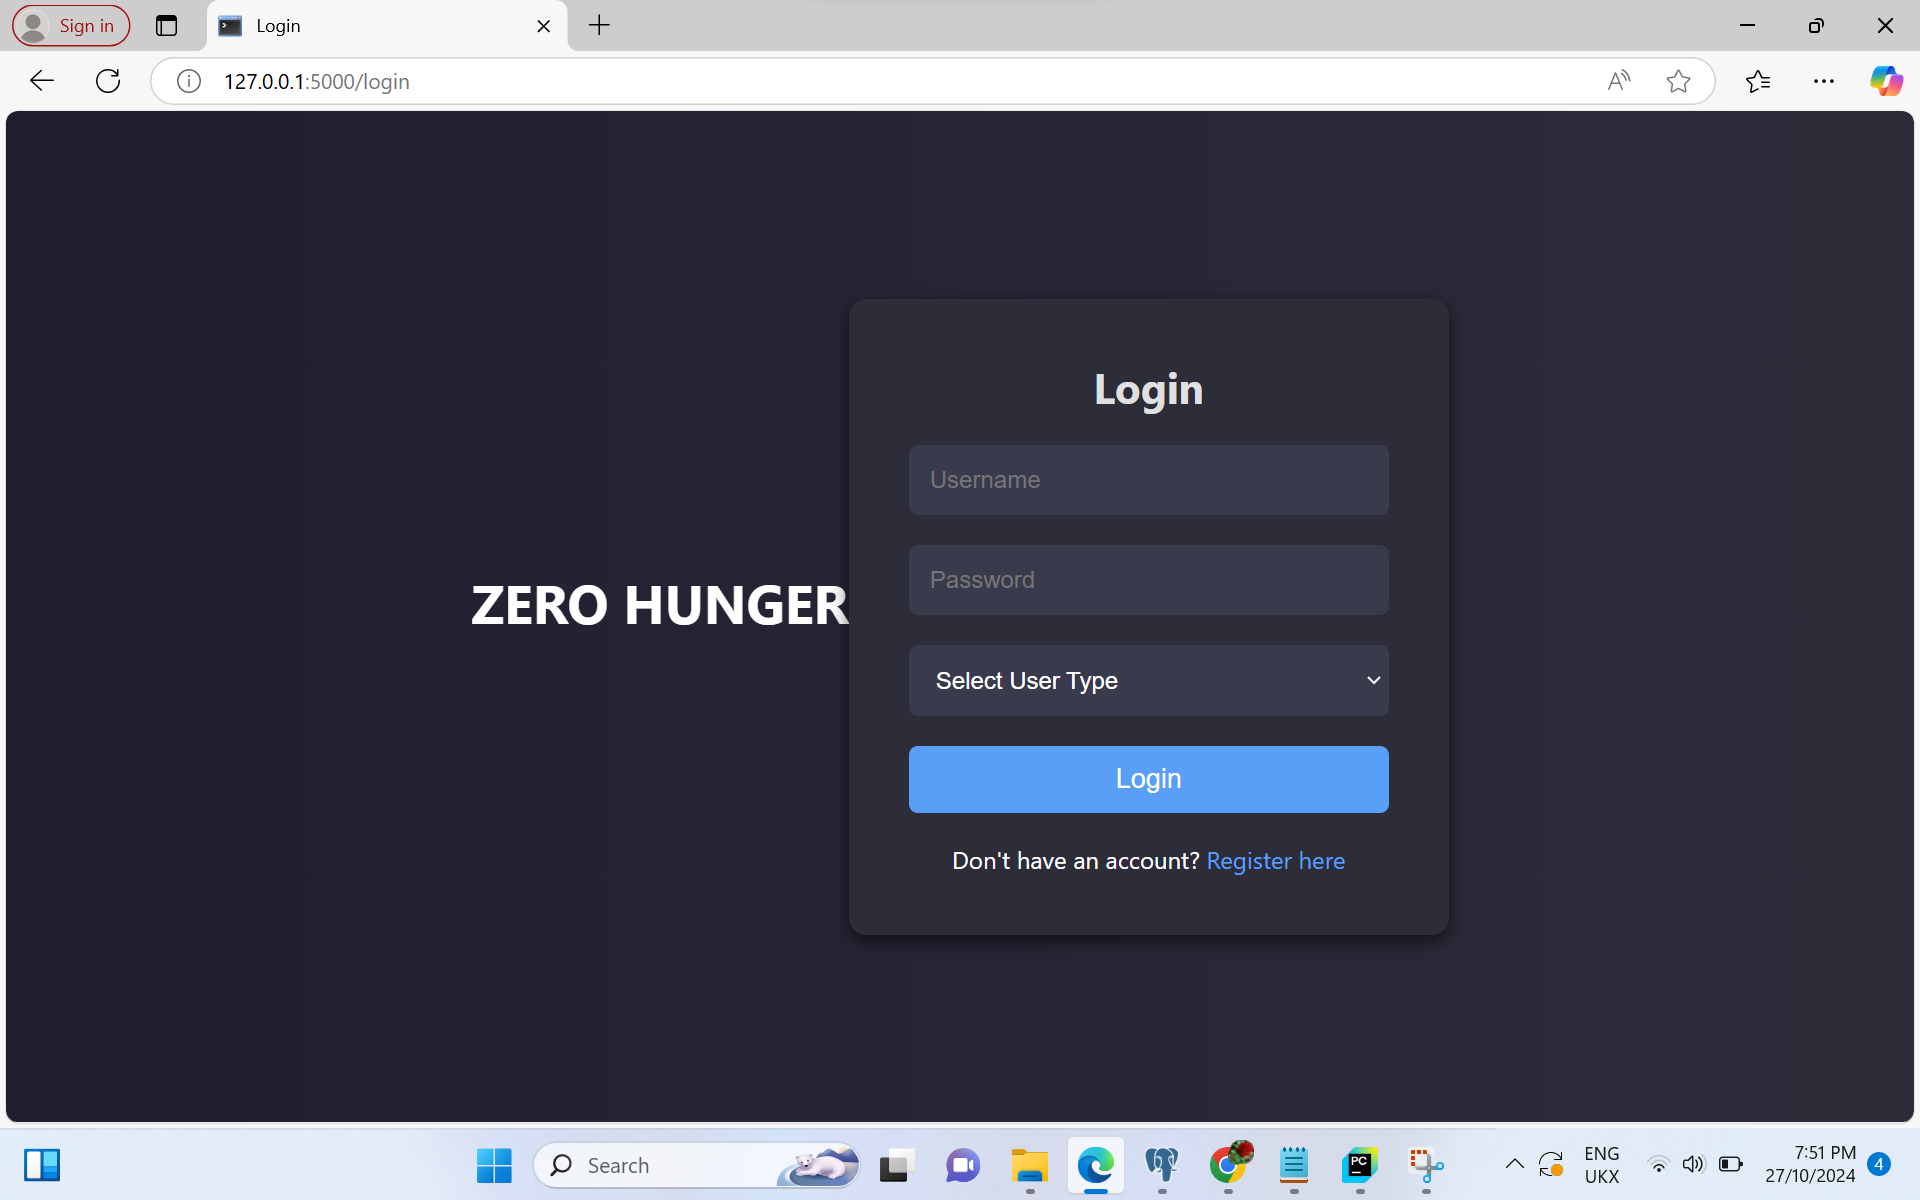 Sign in
Login
127.0.0.1:5000/login
ZERO HUNGER
Login
Username
Password
Select User Type
Login
Don't have an account? Register here
Search
PC
ENG
UKX
7:51 PM
27/10/2024
4